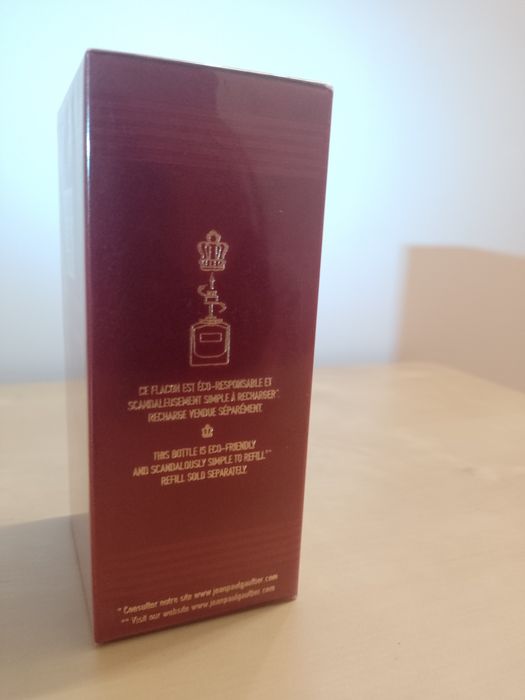 CE FLACON EST ÉCO-RESPONSABLE ET
SCANDALEUSEMENT SIMPLE À RECHARGER*.
RECHARGE VENDUE SÉPARÉMENT.
THIS BOTTLE IS ECO-FRIENDLY
AND SCANDALOUSLY SIMPLE TO REFILL**
REFILL SOLD SEPARATELY.
* Consulter notre site www.jeanpaulgaultier.com
** Visit our website www.jeanpaulgaultier.com